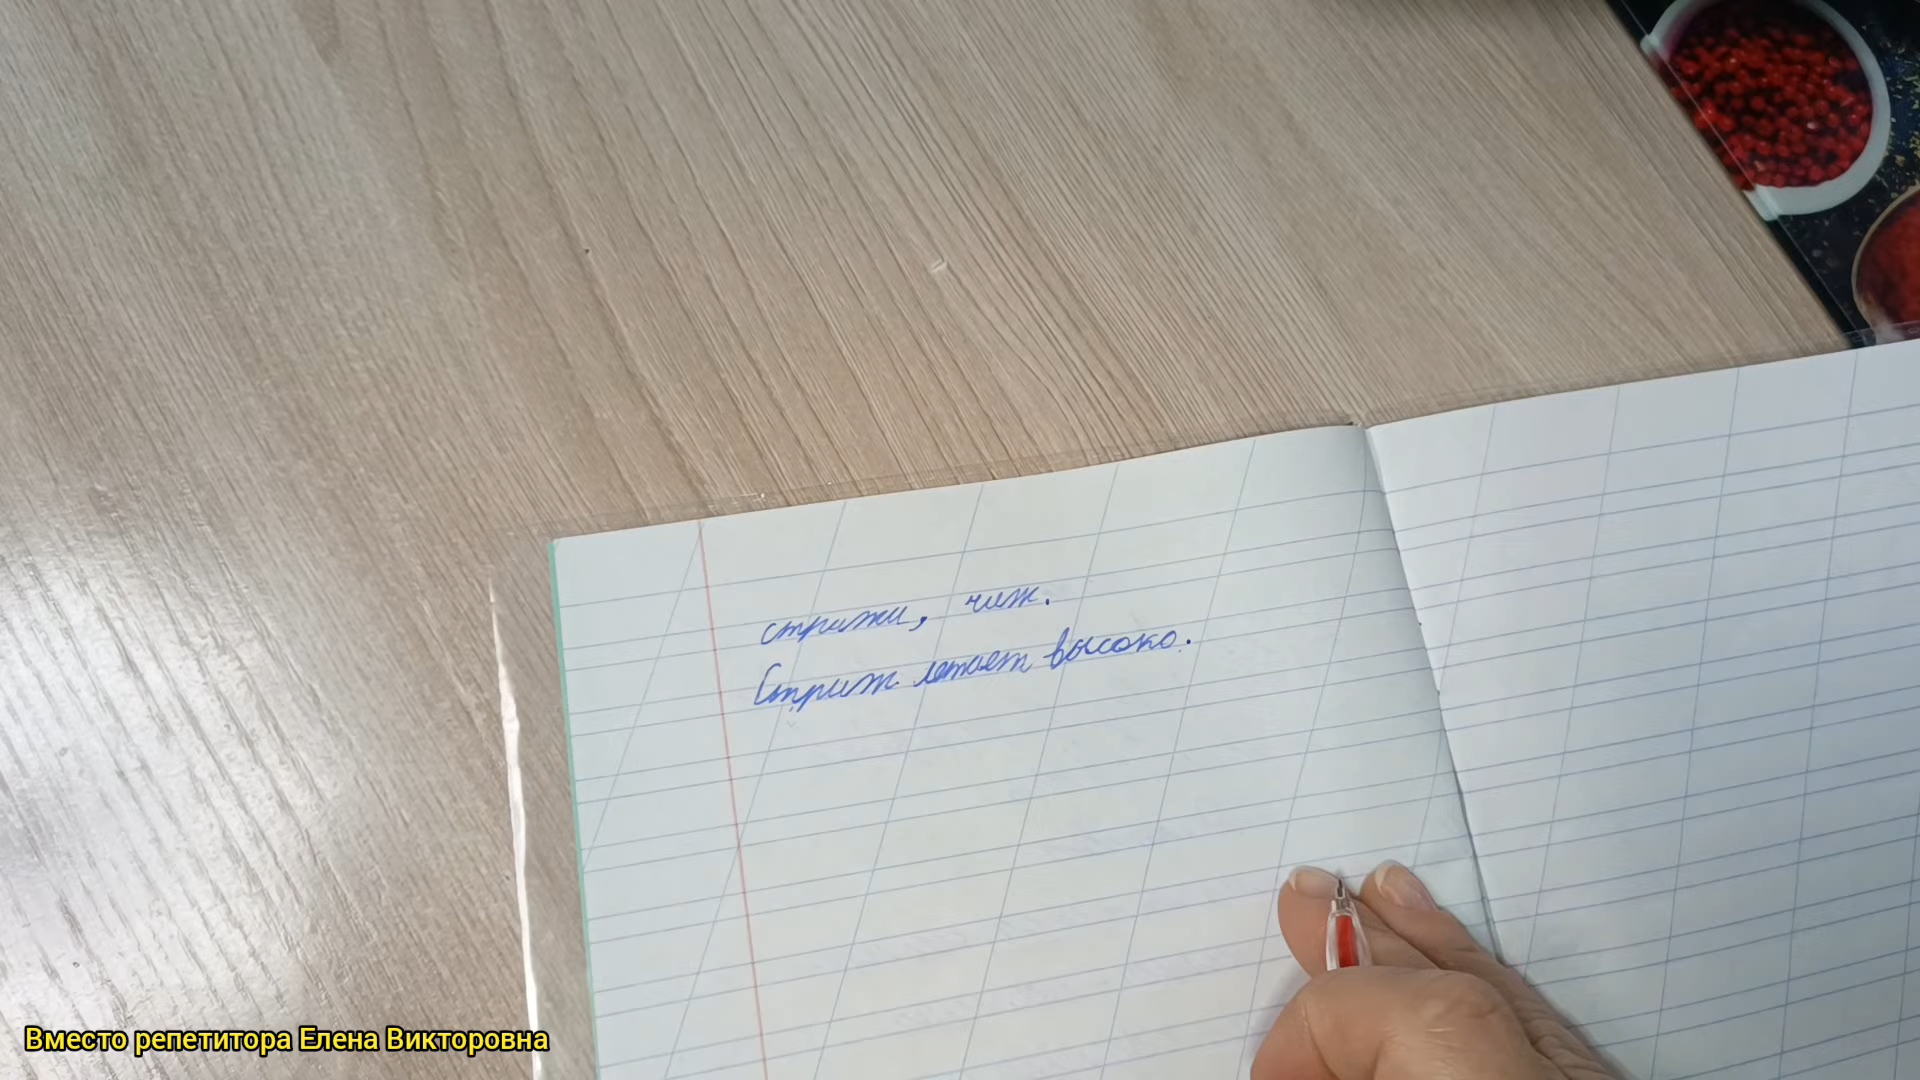 стрижи, чиж.
Стриж летает высоко.
Вместо репетитора Елена Викторовна